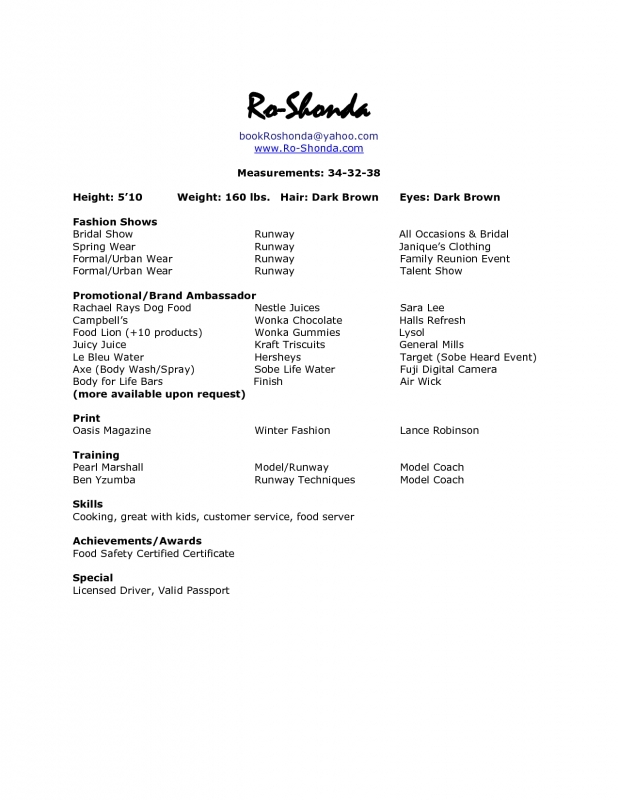 Ro-Shonda
bookRoshonda@yahoo.com
www.Ro-Shonda.com
Measurements: 34-32-38
Height: 5’10 Weight: 160 lbs. Hair: Dark Brown Eyes: Dark Brown
Fashion Shows
Bridal Show Runway All Occasions & Bridal
Spring Wear Runway Janique’s Clothing
Formal/Urban Wear Runway Family Reunion Event
Formal/Urban Wear Runway Talent Show
Promotional/Brand Ambassador
Rachael Rays Dog Food Nestle Juices Sara Lee
Campbell’s Wonka Chocolate Halls Refresh
Food Lion (+10 products) Wonka Gummies Lysol
Juicy Juice Kraft Triscuits General Mills
Le Bleu Water Hersheys Target (Sobe Heard Event)
Axe (Body Wash/Spray) Sobe Life Water Fuji Digital Camera
Body for Life Bars Finish Air Wick
(more available upon request)
Print
Oasis Magazine Winter Fashion Lance Robinson
Training
Pearl Marshall Model/Runway Model Coach
Ben Yzumba Runway Techniques Model Coach
Skills
Cooking, great with kids, customer service, food server
Achievements/Awards
Food Safety Certified Certificate
Special
Licensed Driver, Valid Passport